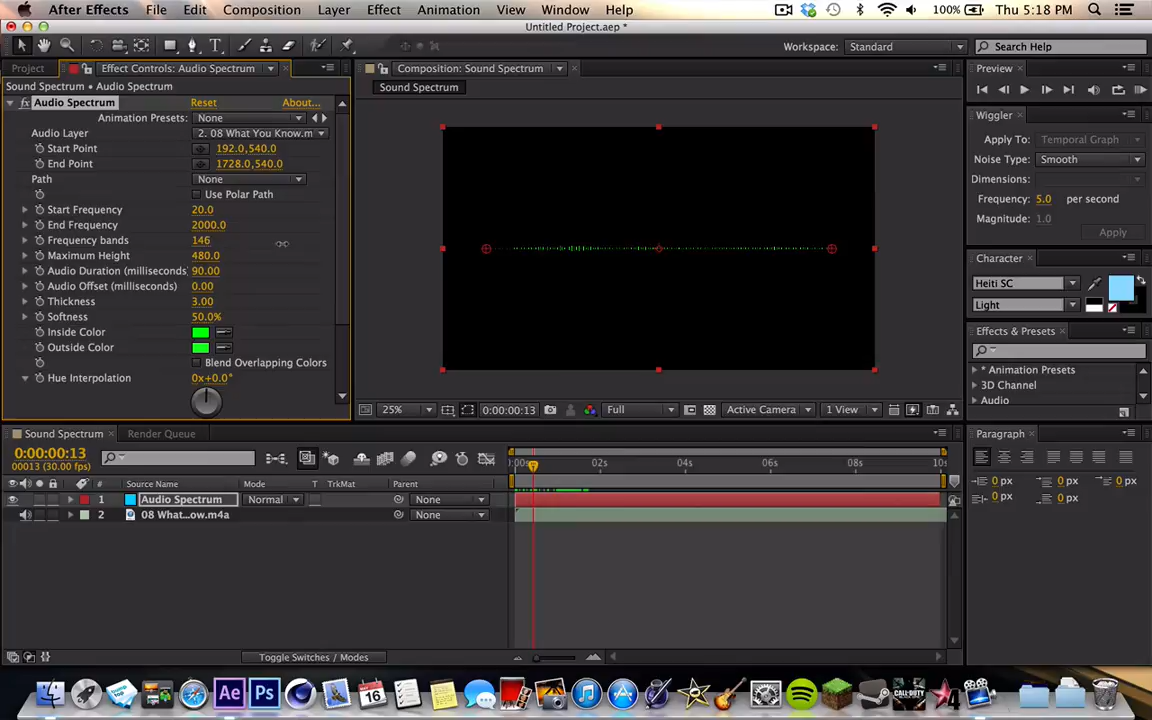 After Effects File Edit Composition Layer Effect Animation View Window Help 100% Thu 5:18 PM
Untitled Project.aep *
Workspace: Standard Search Help
Project Effect Controls: Audio Spectrum Composition: Sound Spectrum Preview
Sound Spectrum • Audio Spectrum Sound Spectrum
fx Audio Spectrum Reset About...
Animation Presets: None
Audio Layer 2. 08 What You Know.m
Start Point 192.0,540.0
End Point 1728.0,540.0
Path None
Use Polar Path
Start Frequency 20.0
End Frequency 2000.0
Frequency bands 146
Maximum Height 480.0
Audio Duration (milliseconds) 90.00
Audio Offset (milliseconds) 0.00
Thickness 3.00
Softness 50.0%
Inside Color
Outside Color
Blend Overlapping Colors
Hue Interpolation 0x+0.0°
25% 0:00:00:13 Full Active Camera 1 View
Wiggler
Apply To: Temporal Graph
Noise Type: Smooth
Dimensions:
Frequency: 5.0 per second
Magnitude: 1.0
Apply
Character
Heiti SC
Light
Effects & Presets
* Animation Presets
3D Channel
Audio
Sound Spectrum Render Queue
0:00:00:13
00013 (30.00 fps)
:00s 02s 04s 06s 08s 10s
# Source Name Mode T TrkMat Parent
1 Audio Spectrum Normal None
2 08 What...ow.m4a None
Toggle Switches / Modes
Paragraph
0 px 0 px 0 px
0 px 0 px
Ae Ps 16